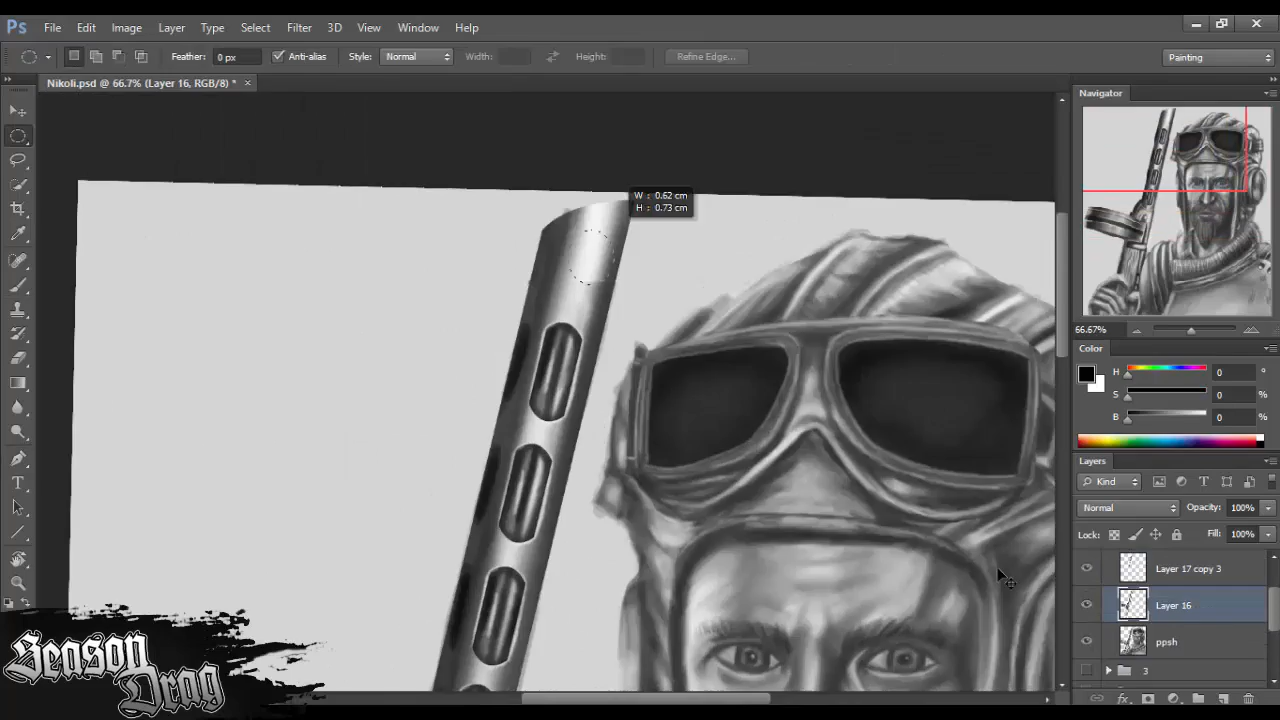 Ps File Edit Image Layer Type Select Filter 3D View Window Help
Feather: 0 px Anti-alias Style: Normal Width: Height: Refine Edge... Painting
Nikoli.psd @ 66.7% (Layer 16, RGB/8) * ×
Navigator
W : 0.62 cm
H : 0.73 cm
66.67%
Color
H 0 °
S 0 %
B 0 %
Layers
Kind
Normal Opacity: 100%
Lock: Fill: 100%
Layer 17 copy 3
Layer 16
ppsh
3
Season
Drag